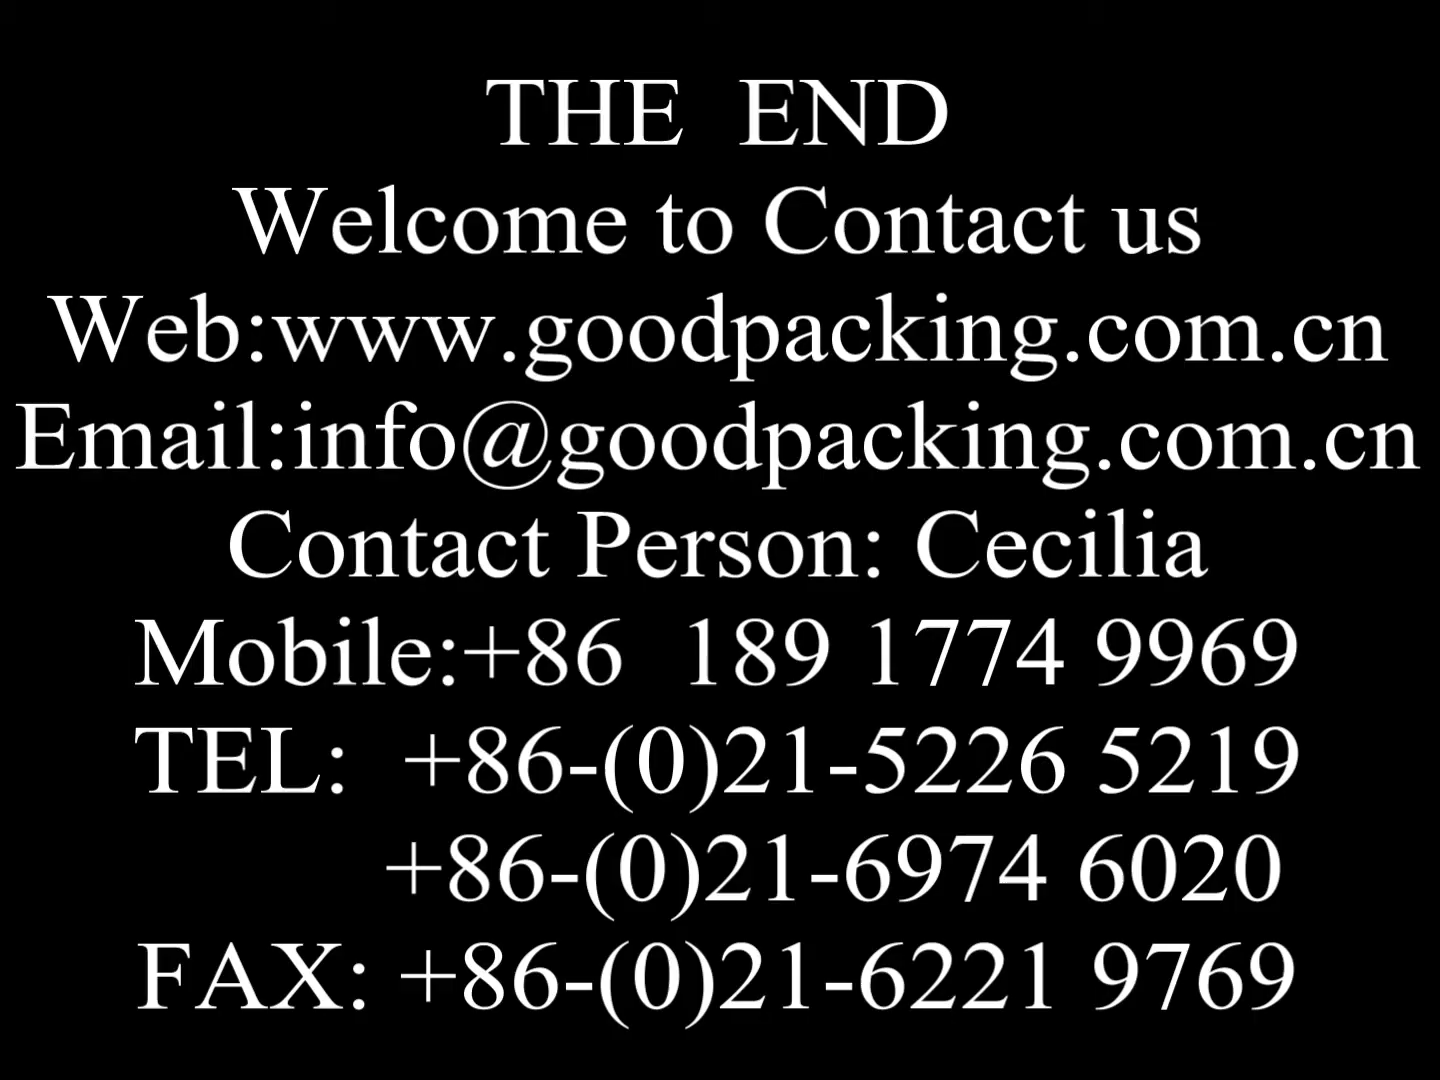 THE END
Welcome to Contact us
Web:www.goodpacking.com.cn
Email:info@goodpacking.com.cn
Contact Person: Cecilia
Mobile:+86 189 1774 9969
TEL: +86-(0)21-5226 5219
+86-(0)21-6974 6020
FAX: +86-(0)21-6221 9769